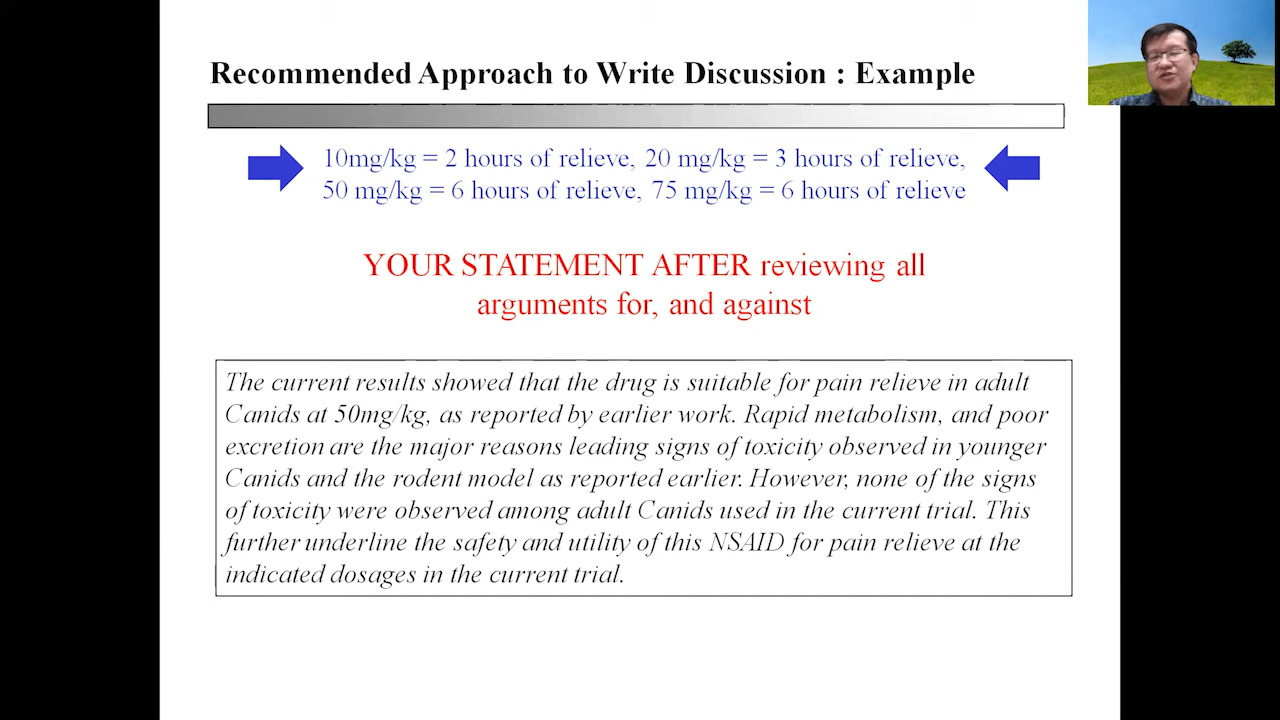 Recommended Approach to Write Discussion : Example
10mg/kg = 2 hours of relieve, 20 mg/kg = 3 hours of relieve,
50 mg/kg = 6 hours of relieve, 75 mg/kg = 6 hours of relieve
YOUR STATEMENT AFTER reviewing all
arguments for, and against
The current results showed that the drug is suitable for pain relieve in adult
Canids at 50mg/kg, as reported by earlier work. Rapid metabolism, and poor
excretion are the major reasons leading signs of toxicity observed in younger
Canids and the rodent model as reported earlier. However, none of the signs
of toxicity were observed among adult Canids used in the current trial. This
further underline the safety and utility of this NSAID for pain relieve at the
indicated dosages in the current trial.